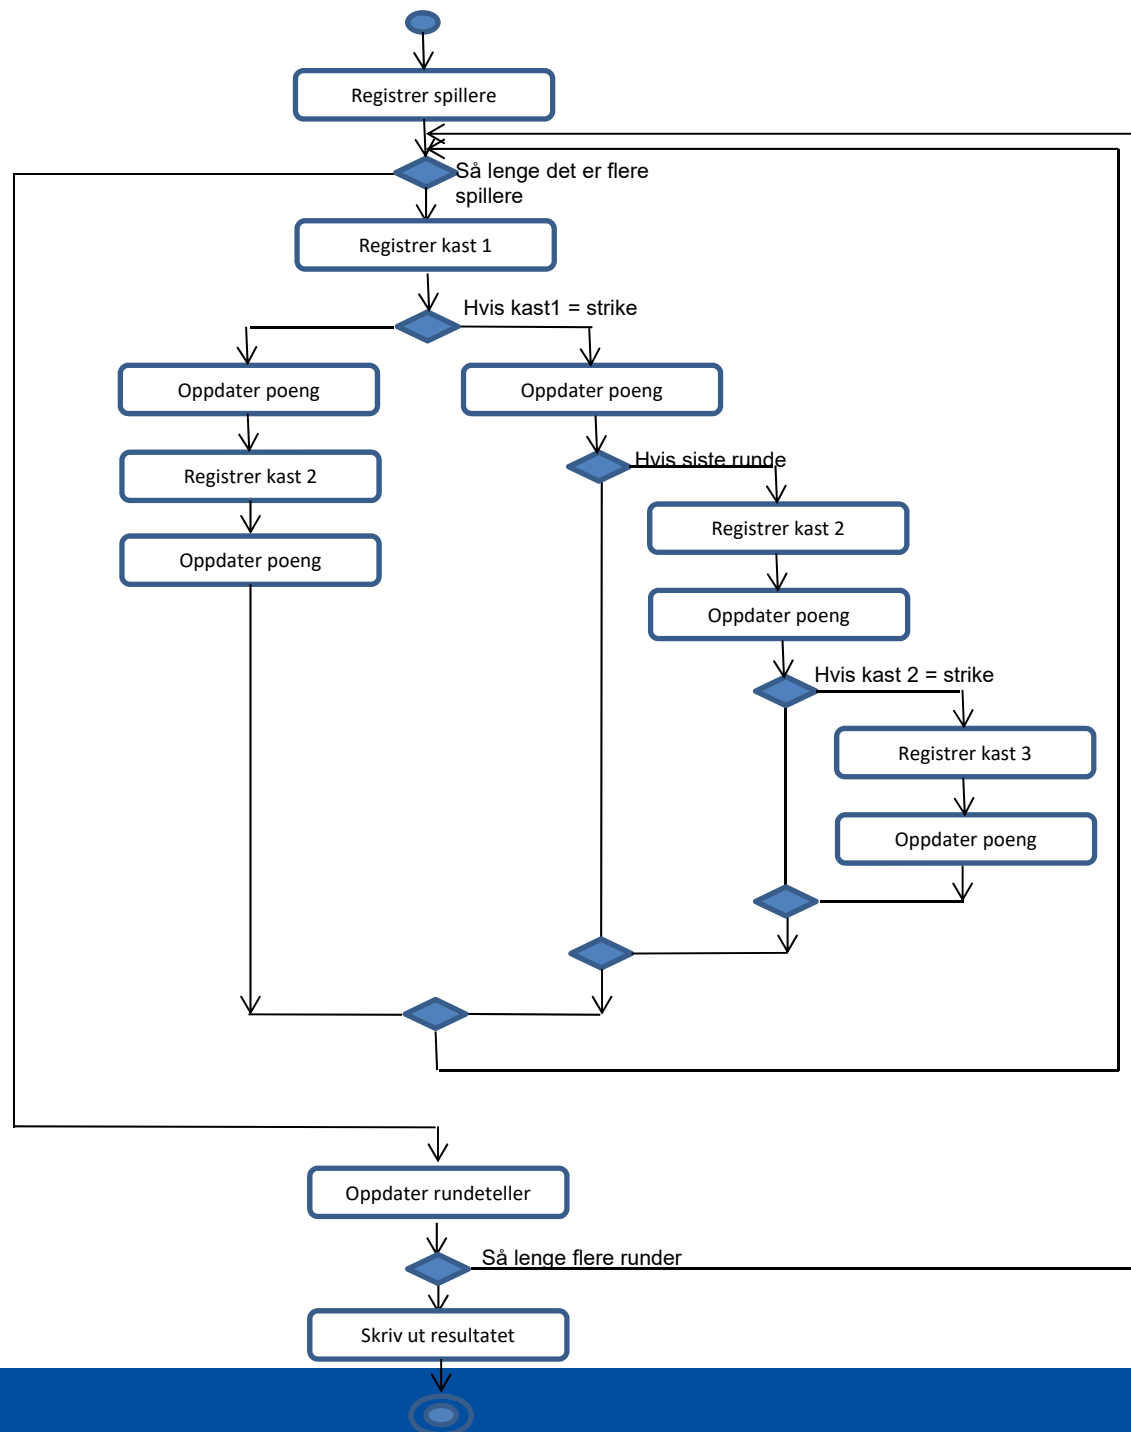 Registrer spillere
Så lenge det er flere
spillere
Registrer kast 1
Hvis kast1 = strike
Oppdater poeng
Oppdater poeng
Hvis siste runde
Registrer kast 2
Registrer kast 2
Oppdater poeng
Oppdater poeng
Hvis kast 2 = strike
Registrer kast 3
Oppdater poeng
Oppdater rundeteller
Så lenge flere runder
Skriv ut resultatet